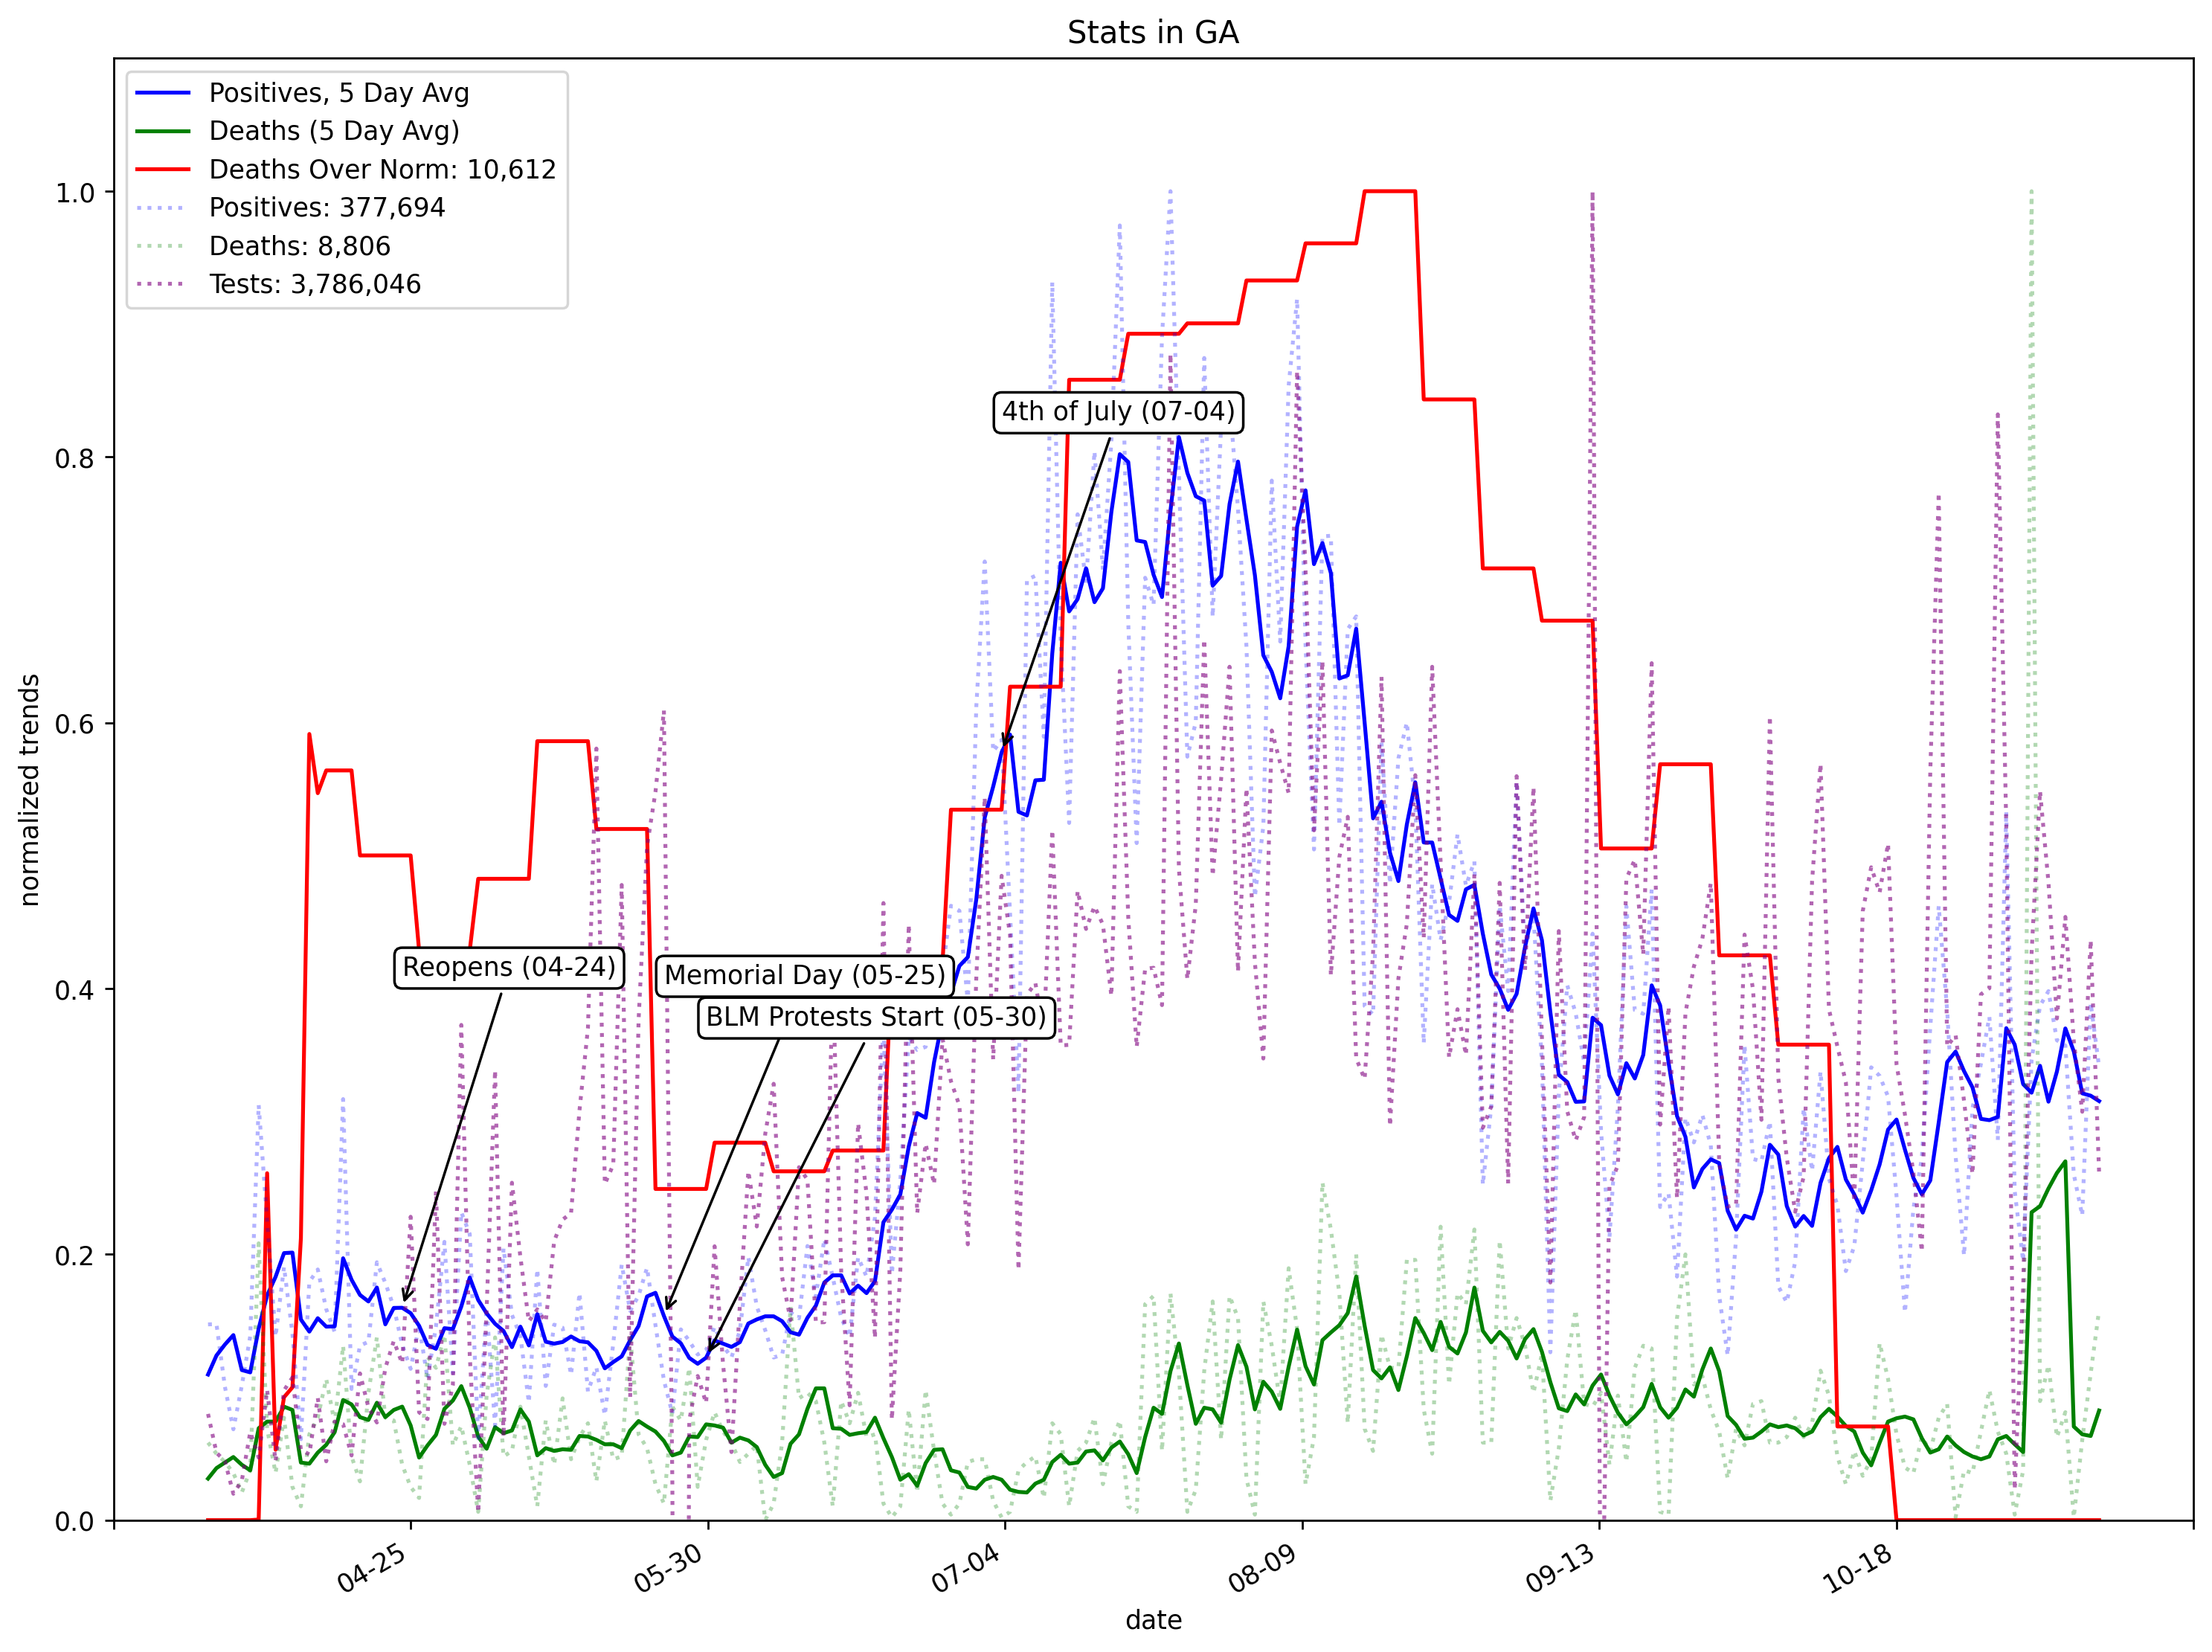 Stats in GA
Positives, 5 Day Avg
Deaths (5 Day Avg)
Deaths Over Norm: 10,612
Positives: 377,694
Deaths: 8,806
Tests: 3,786,046
1.0
0.8
0.6
0.4
0.2
0.0
normalized trends
4th of July (07-04)
Reopens (04-24)
Memorial Day (05-25)
BLM Protests Start (05-30)
04-25
05-30
07-04
08-09
09-13
10-18
date